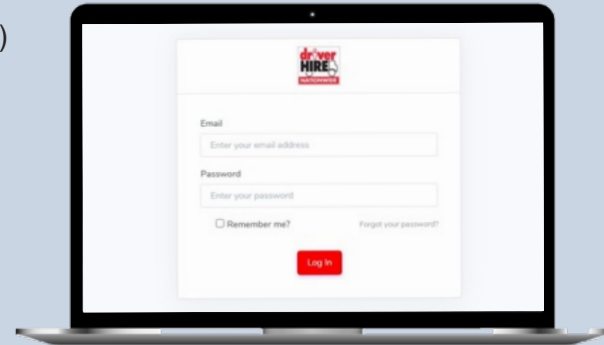 )
driver
HIRE
NATIONWIDE
Email
Enter your email address
Password
Enter your password
Remember me? Forgot your password?
Log In